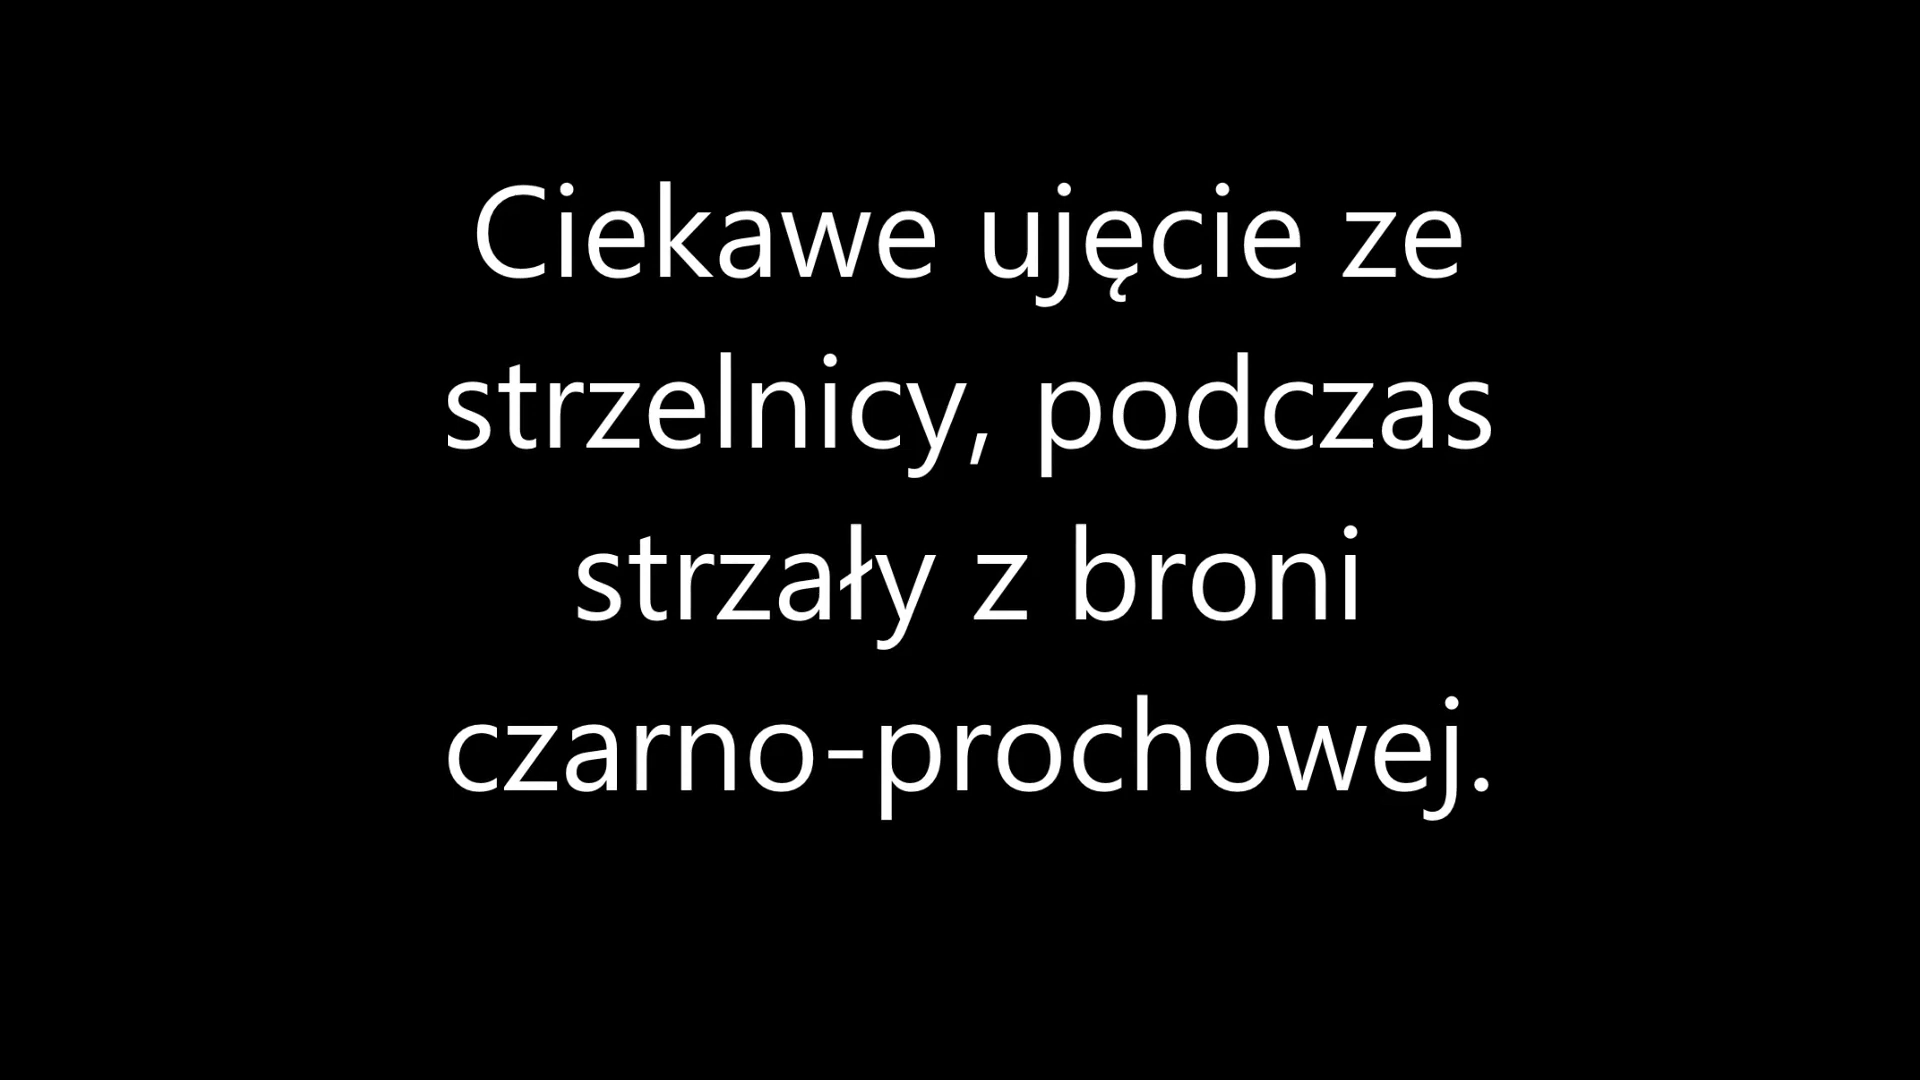 Ciekawe ujęcie ze
strzelnicy, podczas
strzały z broni
czarno-prochowej.